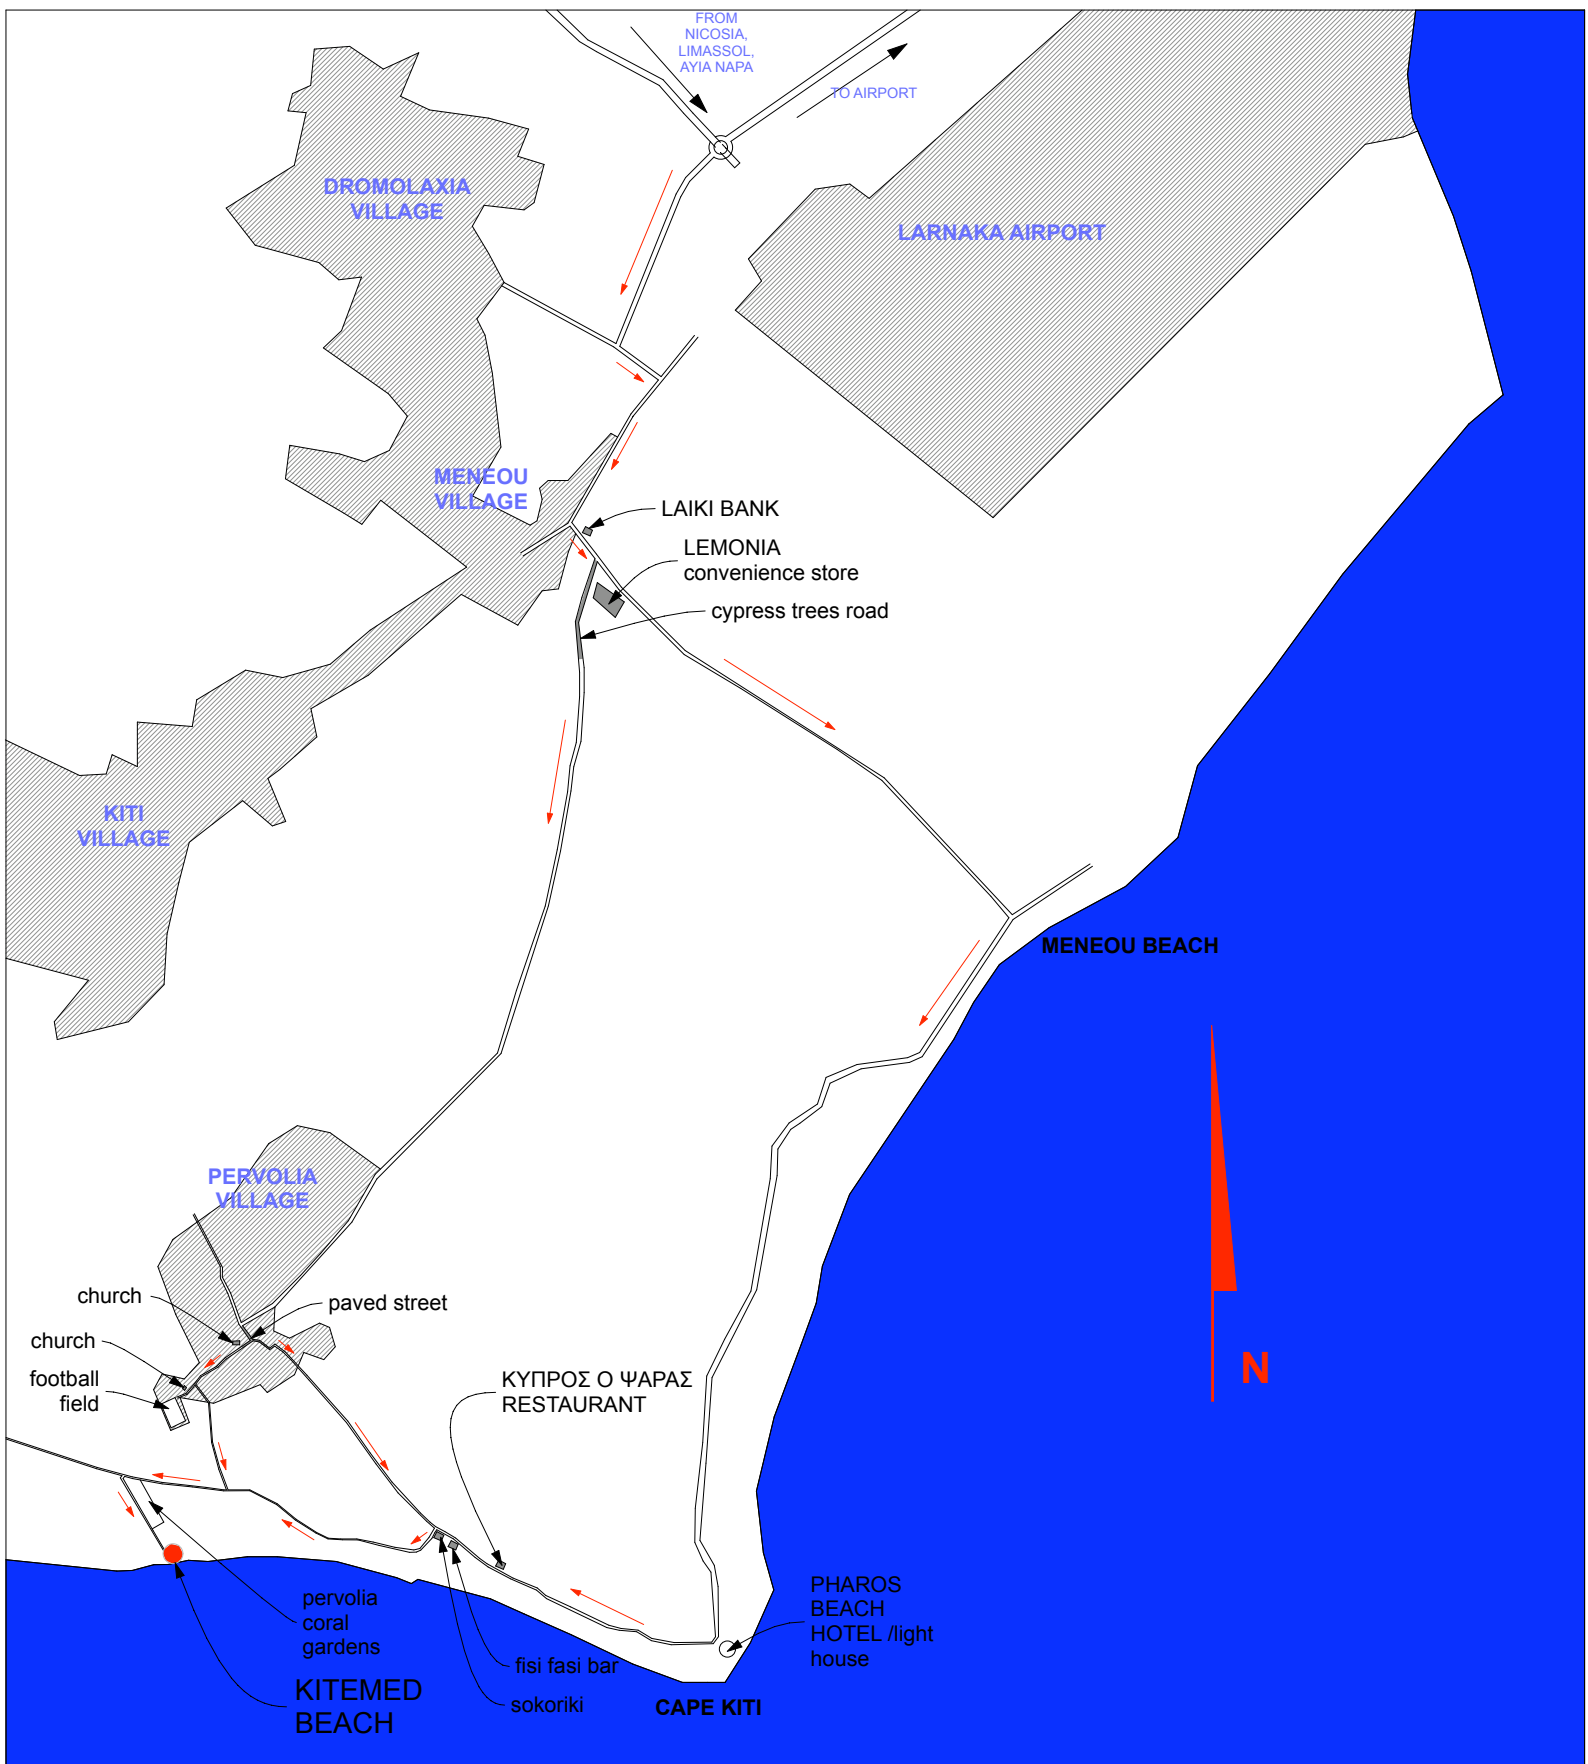 FROM
NICOSIA,
LIMASSOL,
AYIA NAPA
TO AIRPORT
DROMOLAXIA
VILLAGE
LARNAKA AIRPORT
MENEOU
VILLAGE
LAIKI BANK
LEMONIA
convenience store
cypress trees road
KITI
VILLAGE
MENEOU BEACH
PERVOLIA
VILLAGE
church
paved street
church
football
field
ΚΥΠΡΟΣ Ο ΨΑΡΑΣ
RESTAURANT
N
pervolia
coral
gardens
PHAROS
BEACH
HOTEL /light
house
fisi fasi bar
sokoriki
KITEMED
BEACH
CAPE KITI